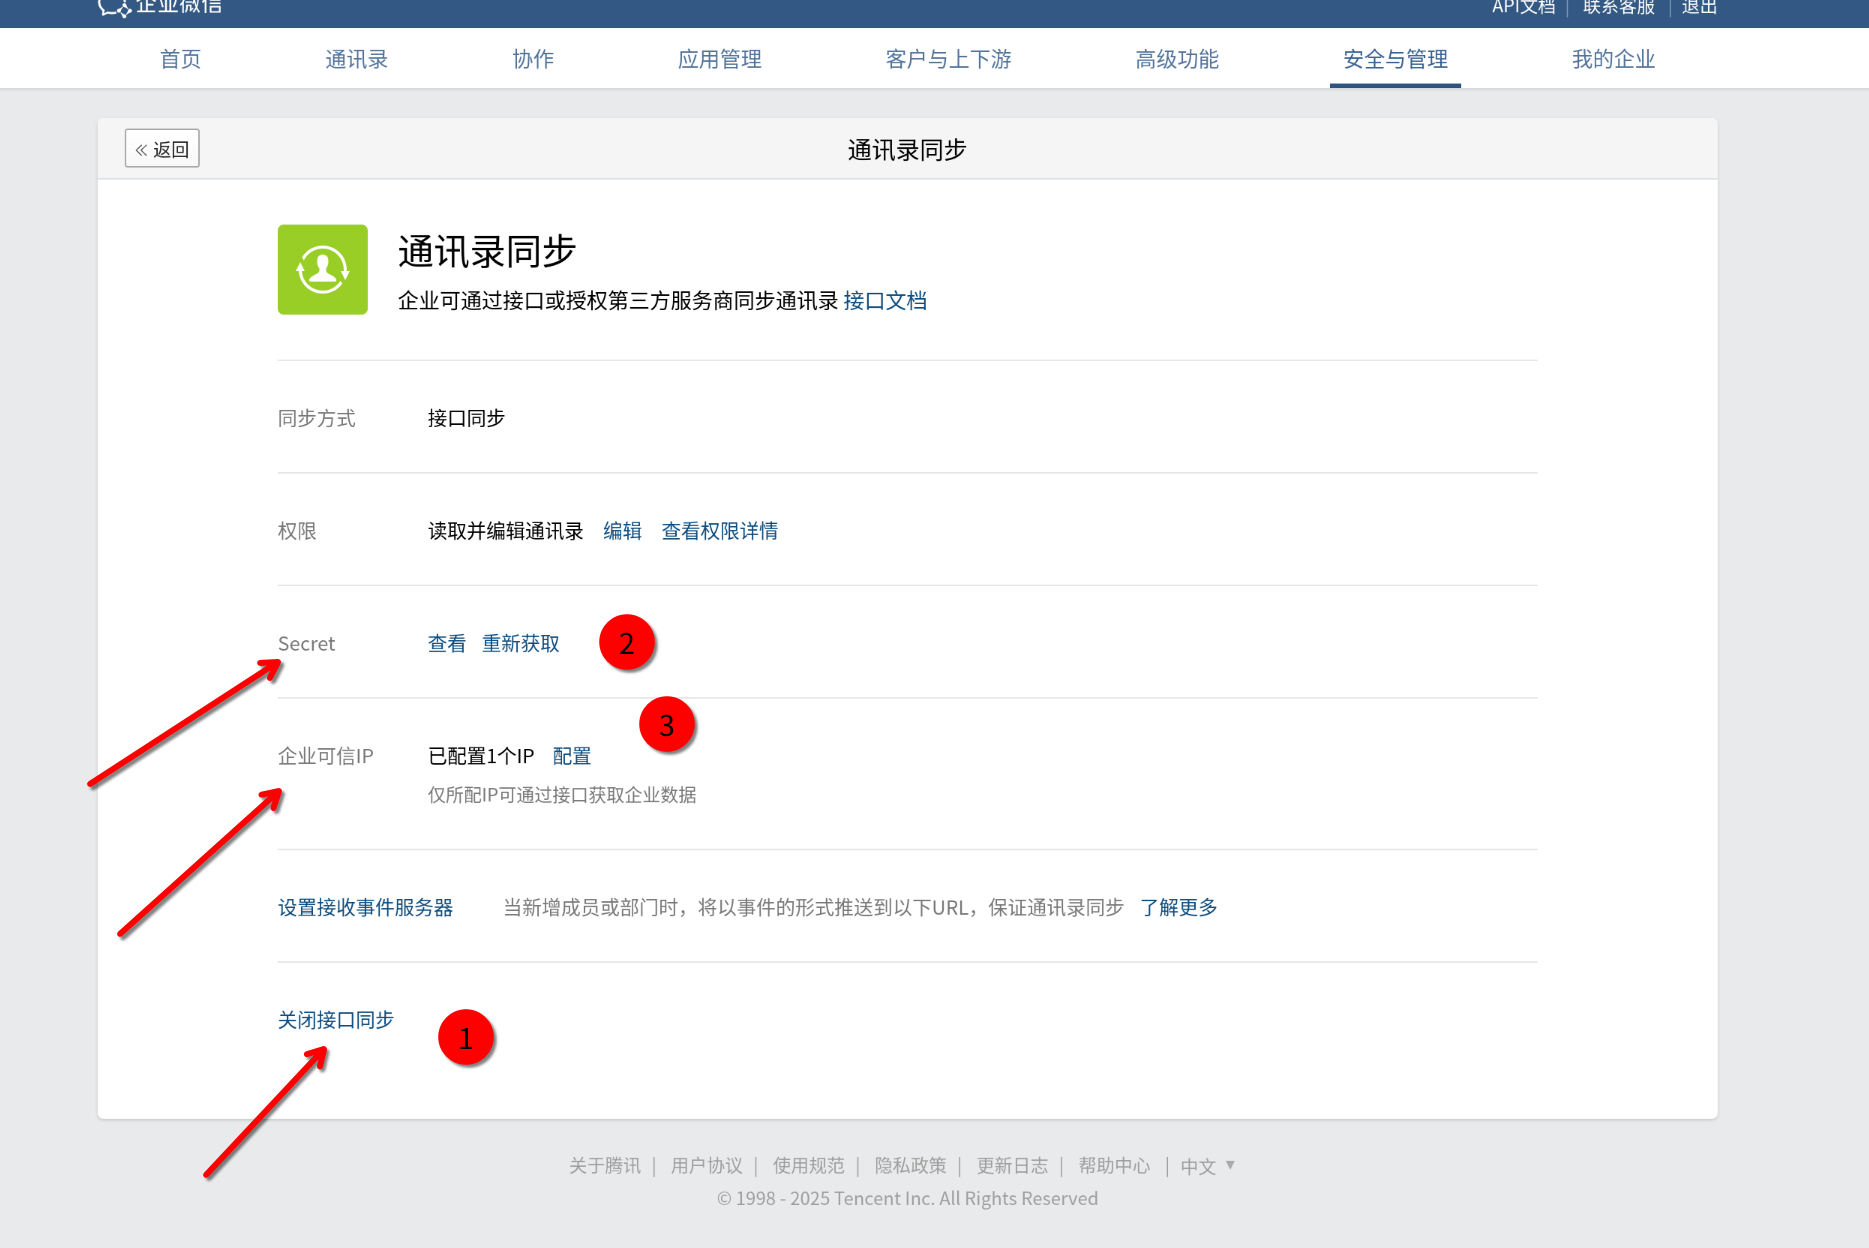 企业微信
API文档 | 联系客服 | 退出
首页 通讯录 协作 应用管理 客户与上下游 高级功能 安全与管理 我的企业
« 返回 通讯录同步
通讯录同步
企业可通过接口或授权第三方服务商同步通讯录 接口文档
同步方式 接口同步
权限 读取并编辑通讯录 编辑 查看权限详情
Secret 查看 重新获取 2
3
企业可信IP 已配置1个IP 配置
仅所配IP可通过接口获取企业数据
设置接收事件服务器 当新增成员或部门时，将以事件的形式推送到以下URL，保证通讯录同步 了解更多
关闭接口同步 1
关于腾讯 | 用户协议 | 使用规范 | 隐私政策 | 更新日志 | 帮助中心 | 中文 ▼
© 1998 - 2025 Tencent Inc. All Rights Reserved